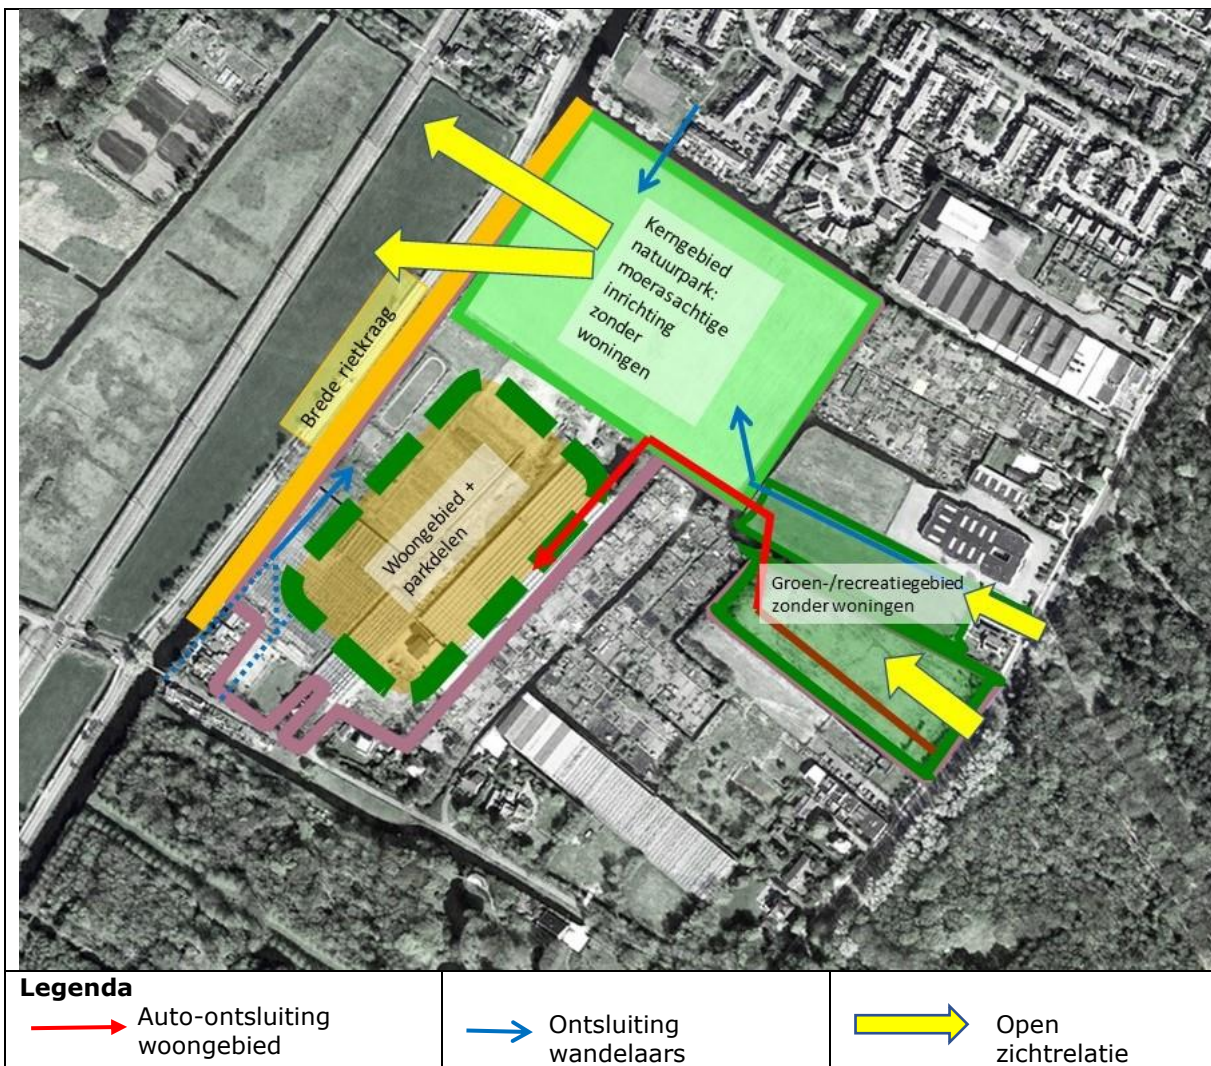 Kerngebied
natuurpark:
moerasachtige
inrichting
zonder
woningen
Brede rietkraag
Woongebied +
parkdelen
Groen-/recreatiegebied
zonder woningen
Legenda
Auto-ontsluiting
woongebied
Ontsluiting
wandelaars
Open
zichtrelatie